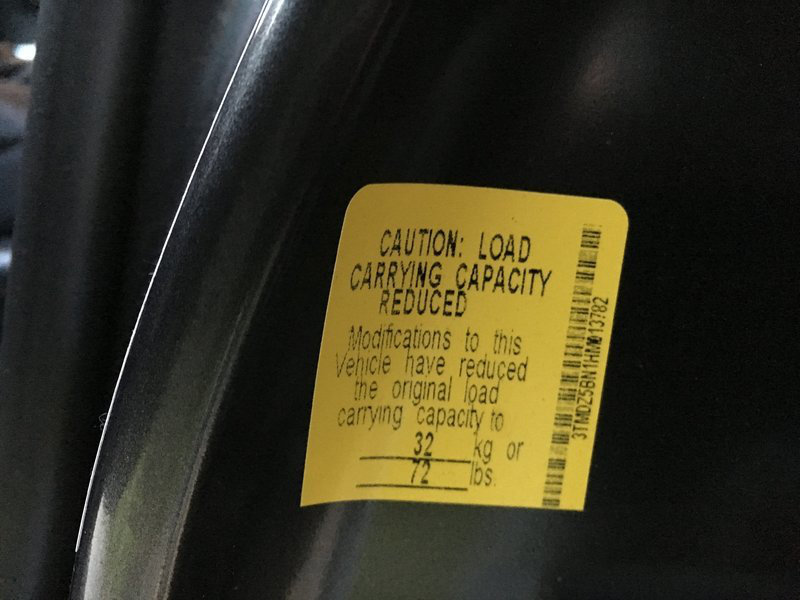 CAUTION: LOAD
CARRYING CAPACITY
REDUCED
Modifications to this
Vehicle have reduced
the original load
carrying capacity to
32 kg or
72 lbs.
3TMDZ5BN1HM013782